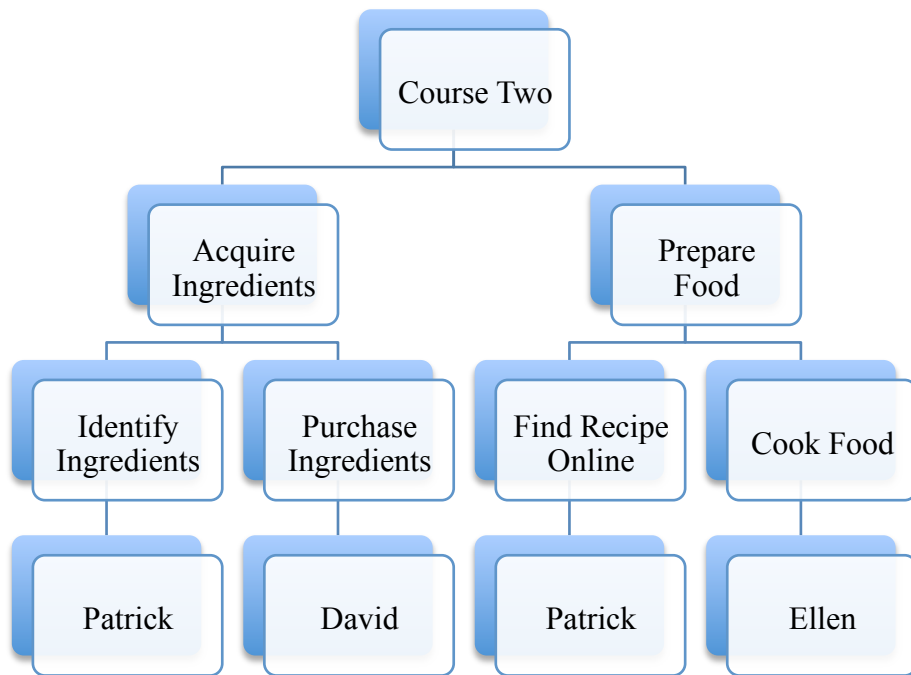 Course Two
Acquire
Ingredients
Prepare
Food
Identify
Ingredients
Purchase
Ingredients
Find Recipe
Online
Cook Food
Patrick
David
Patrick
Ellen